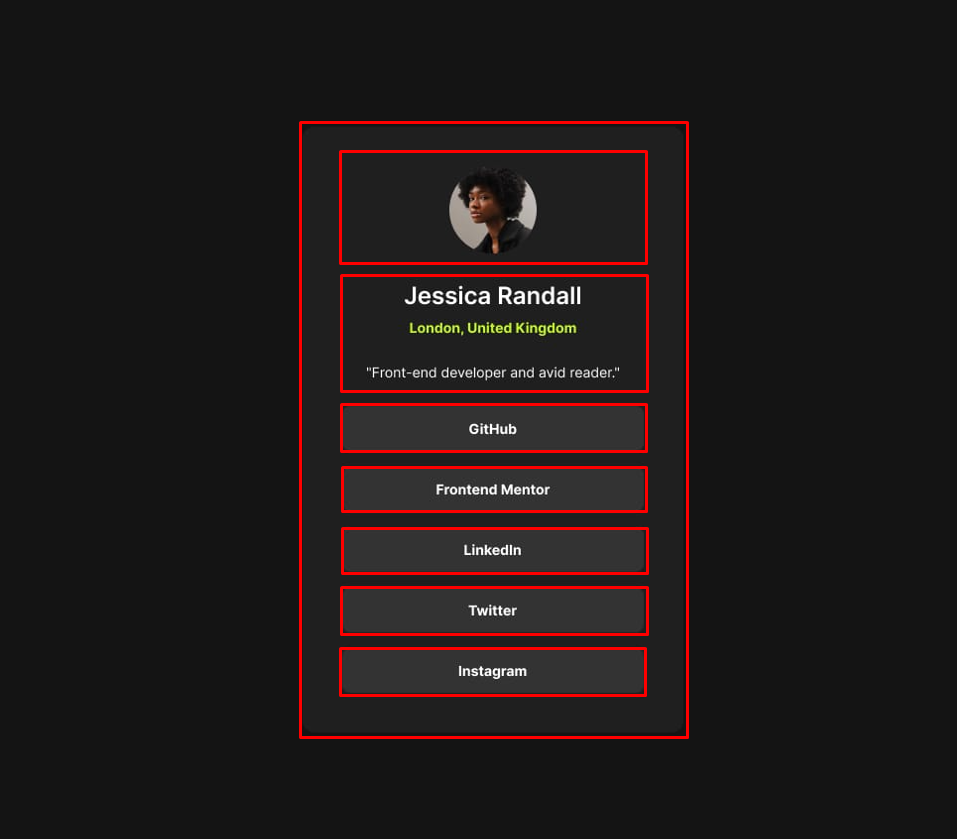 Jessica Randall
London, United Kingdom
"Front-end developer and avid reader."
GitHub
Frontend Mentor
LinkedIn
Twitter
Instagram